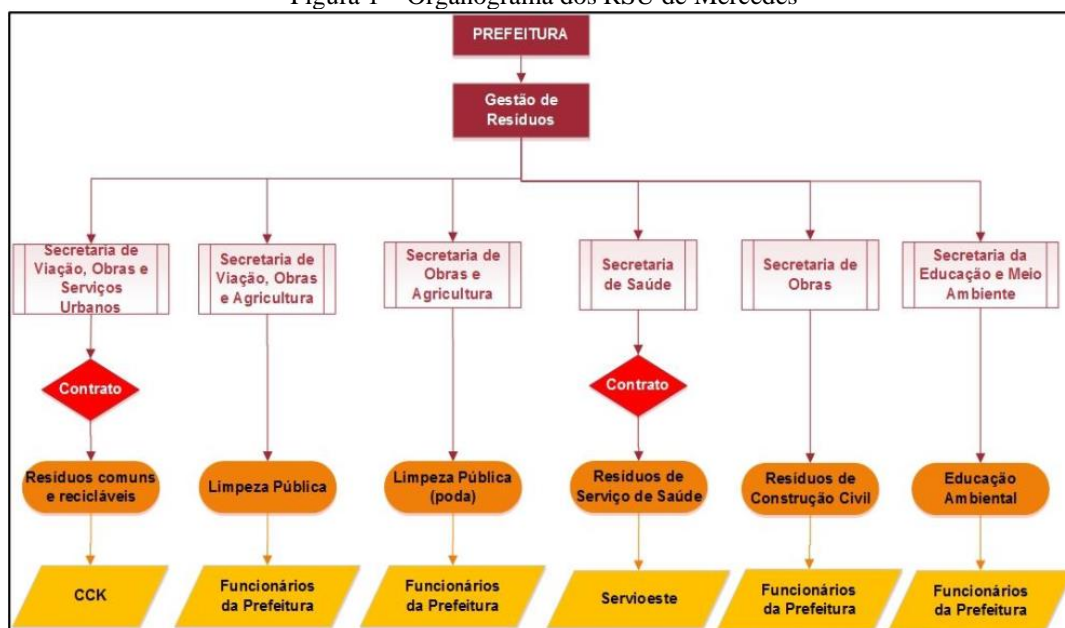 Figura 1 – Organograma dos RSU de Mercedes
PREFEITURA
Gestão de
Resíduos
Secretaria de
Viação, Obras e
Serviços
Urbanos
Secretaria de
Viação, Obras
e Agricultura
Secretaria de
Obras e
Agricultura
Secretaria
de Saúde
Secretaria de
Obras
Secretaria da
Educação e Meio
Ambiente
Contrato
Contrato
Resíduos comuns
e recicláveis
Limpeza Pública
Limpeza Pública
(poda)
Resíduos de
Serviço de Saúde
Resíduos de
Construção Civil
Educação
Ambiental
CCK
Funcionários
da Prefeitura
Funcionários
da Prefeitura
Servioeste
Funcionários
da Prefeitura
Funcionários
da Prefeitura